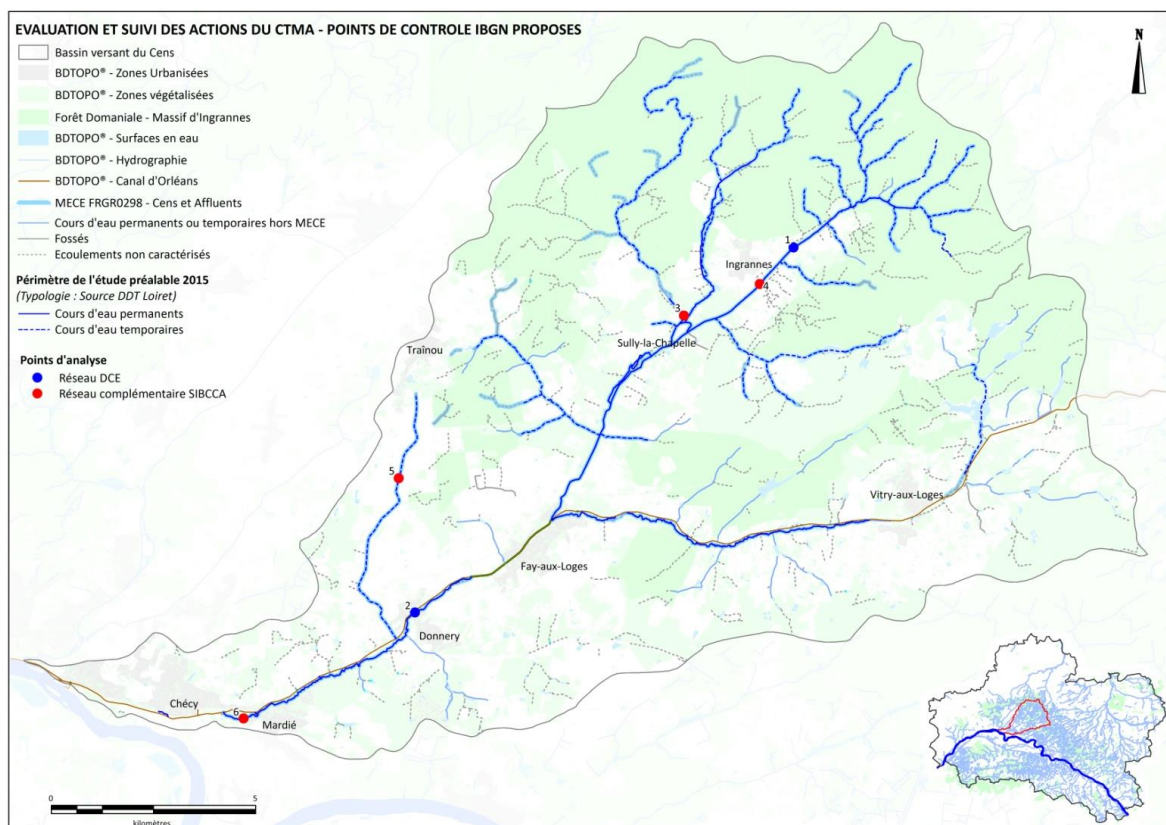 EVALUATION ET SUIVI DES ACTIONS DU CTMA - POINTS DE CONTROLE IBGN PROPOSES
Bassin versant du Cens
BDTOPO® - Zones Urbanisées
BDTOPO® - Zones végétalisées
Forêt Domaniale - Massif d'Ingrannes
BDTOPO® - Surfaces en eau
BDTOPO® - Hydrographie
BDTOPO® - Canal d'Orléans
MECE FRGR0298 - Cens et Affluents
Cours d'eau permanents ou temporaires hors MECE
Fossés
Ecoulements non caractérisés
Périmètre de l'étude préalable 2015
(Typologie : Source DDT Loiret)
Cours d'eau permanents
Cours d'eau temporaires
Points d'analyse
Réseau DCE
Réseau complémentaire SIBCCA
N
1
Ingrannes
4
3
Sully-la-Chapelle
Traînou
5
Vitry-aux-Loges
Fay-aux-Loges
2
Donnery
Chécy
6
Mardié
0 5
kilomètres